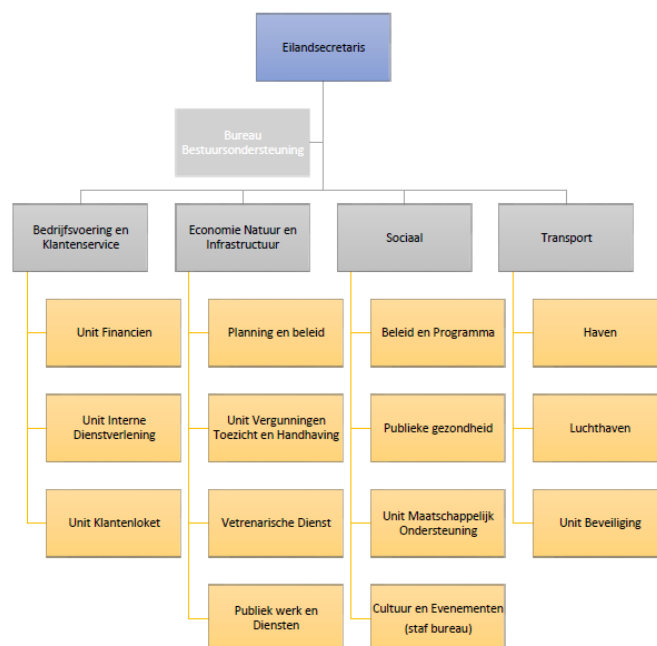 Eilandsecretaris
Bureau
Bestuursondersteuning
Bedrijfsvoering en
Klantenservice
Economie Natuur en
Infrastructuur
Sociaal
Transport
Unit Financien
Planning en beleid
Beleid en Programma
Haven
Unit Interne
Dienstverlening
Unit Vergunningen
Toezicht en Handhaving
Publieke gezondheid
Luchthaven
Unit Klantenloket
Vetrenarische Dienst
Unit Maatschappelijk
Ondersteuning
Unit Beveiliging
Publiek werk en
Diensten
Cultuur en Evenementen
(staf bureau)